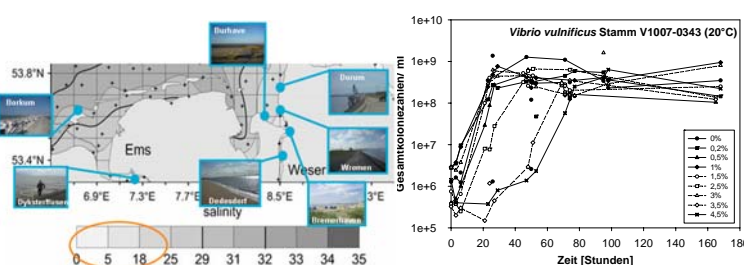 Burhave
53.8°N
Dorum
Borkum
53.4°N
Ems
Wremen
Weser
Dyksterhusen
Dedesdorf
Bremerhaven
6.9°E 7.3°E 7.7°E 8.5°E 3°E
salinity
0 5 18 25 29 31 32 33 34 35
Vibrio vulnificus Stamm V1007-0343 (20°C)
Gesamtkoloniezahlen/ ml
1e+10
1e+9
1e+8
1e+7
1e+6
1e+5
0 20 40 60 80 100 120 140 160 180
Zeit [Stunden]
0%
0,2%
0,5%
1%
1,5%
2,5%
3%
3,5%
4,5%